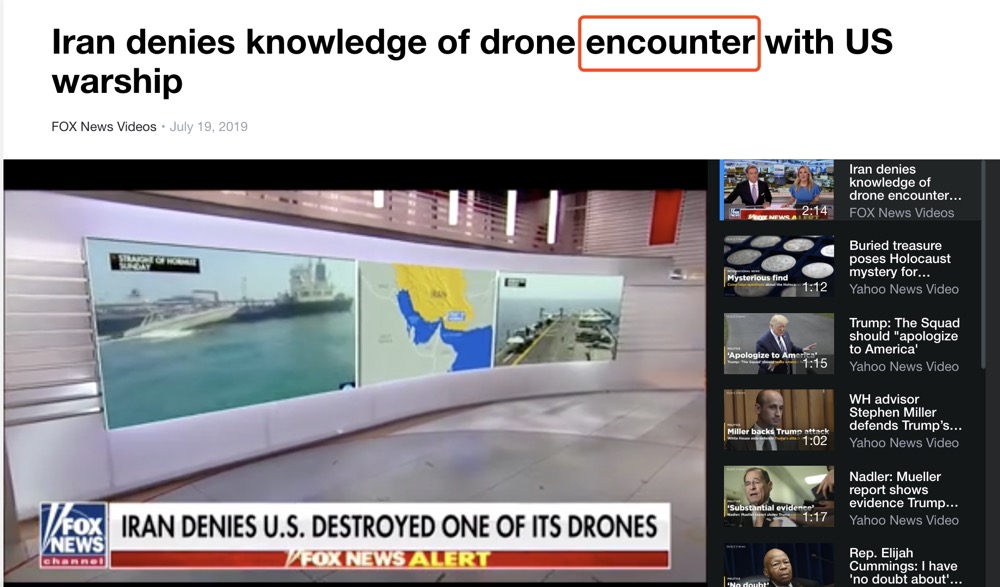 Iran denies knowledge of drone encounter with US
warship
FOX News Videos • July 19, 2019
STRAIGHT OF HORMUZ
SUNDAY
IRAN
FOX
NEWS
channel
IRAN DENIES U.S. DESTROYED ONE OF ITS DRONES
FOX NEWS ALERT
2:14
Iran denies
knowledge of
drone encounter...
FOX News Videos
Mysterious find
1:12
Buried treasure
poses Holocaust
mystery for...
Yahoo News Video
'Apologize to America'
1:15
Trump: The Squad
should "apologize
to America'
Yahoo News Video
Miller backs Trump attack
1:02
WH advisor
Stephen Miller
defends Trump's...
Yahoo News Video
'Substantial evidence'
1:17
Nadler: Mueller
report shows
evidence Trump...
Yahoo News Video
'No doubt'
Rep. Elijah
Cummings: I have
'no doubt about'...